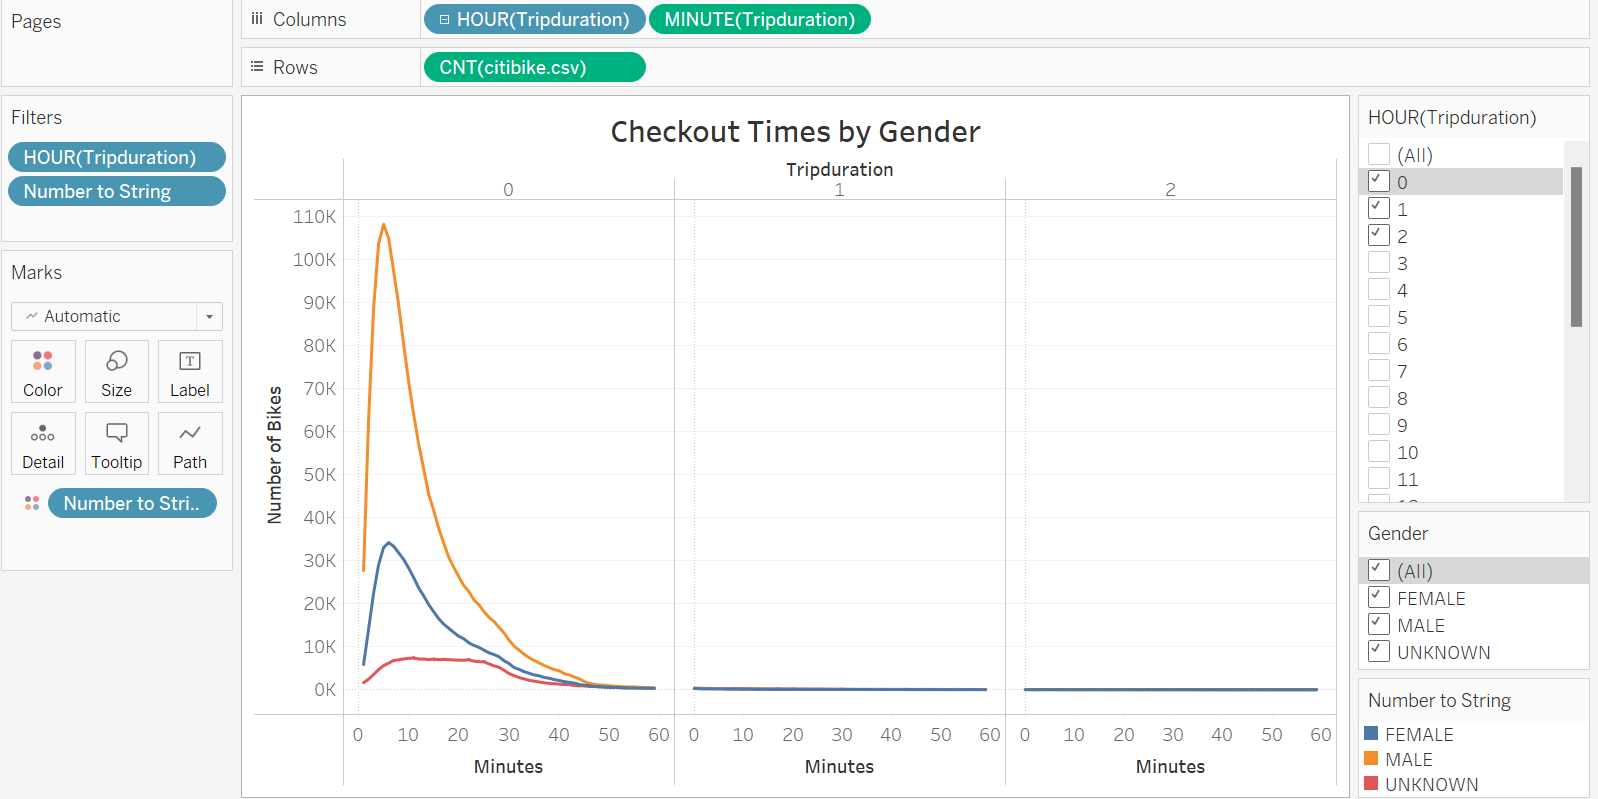 Pages
Columns
HOUR(Tripduration)
MINUTE(Tripduration)
Rows
CNT(citibike.csv)
Filters
HOUR(Tripduration)
Number to String
Marks
Automatic
Color
Size
Label
Detail
Tooltip
Path
Number to Stri..
Checkout Times by Gender
Tripduration
0
1
2
110K
100K
90K
80K
70K
60K
50K
40K
30K
20K
10K
0K
Number of Bikes
0 10 20 30 40 50 60
0 10 20 30 40 50 60
0 10 20 30 40 50 60
Minutes
Minutes
Minutes
HOUR(Tripduration)
(All)
0
1
2
3
4
5
6
7
8
9
10
11
Gender
(All)
FEMALE
MALE
UNKNOWN
Number to String
FEMALE
MALE
UNKNOWN